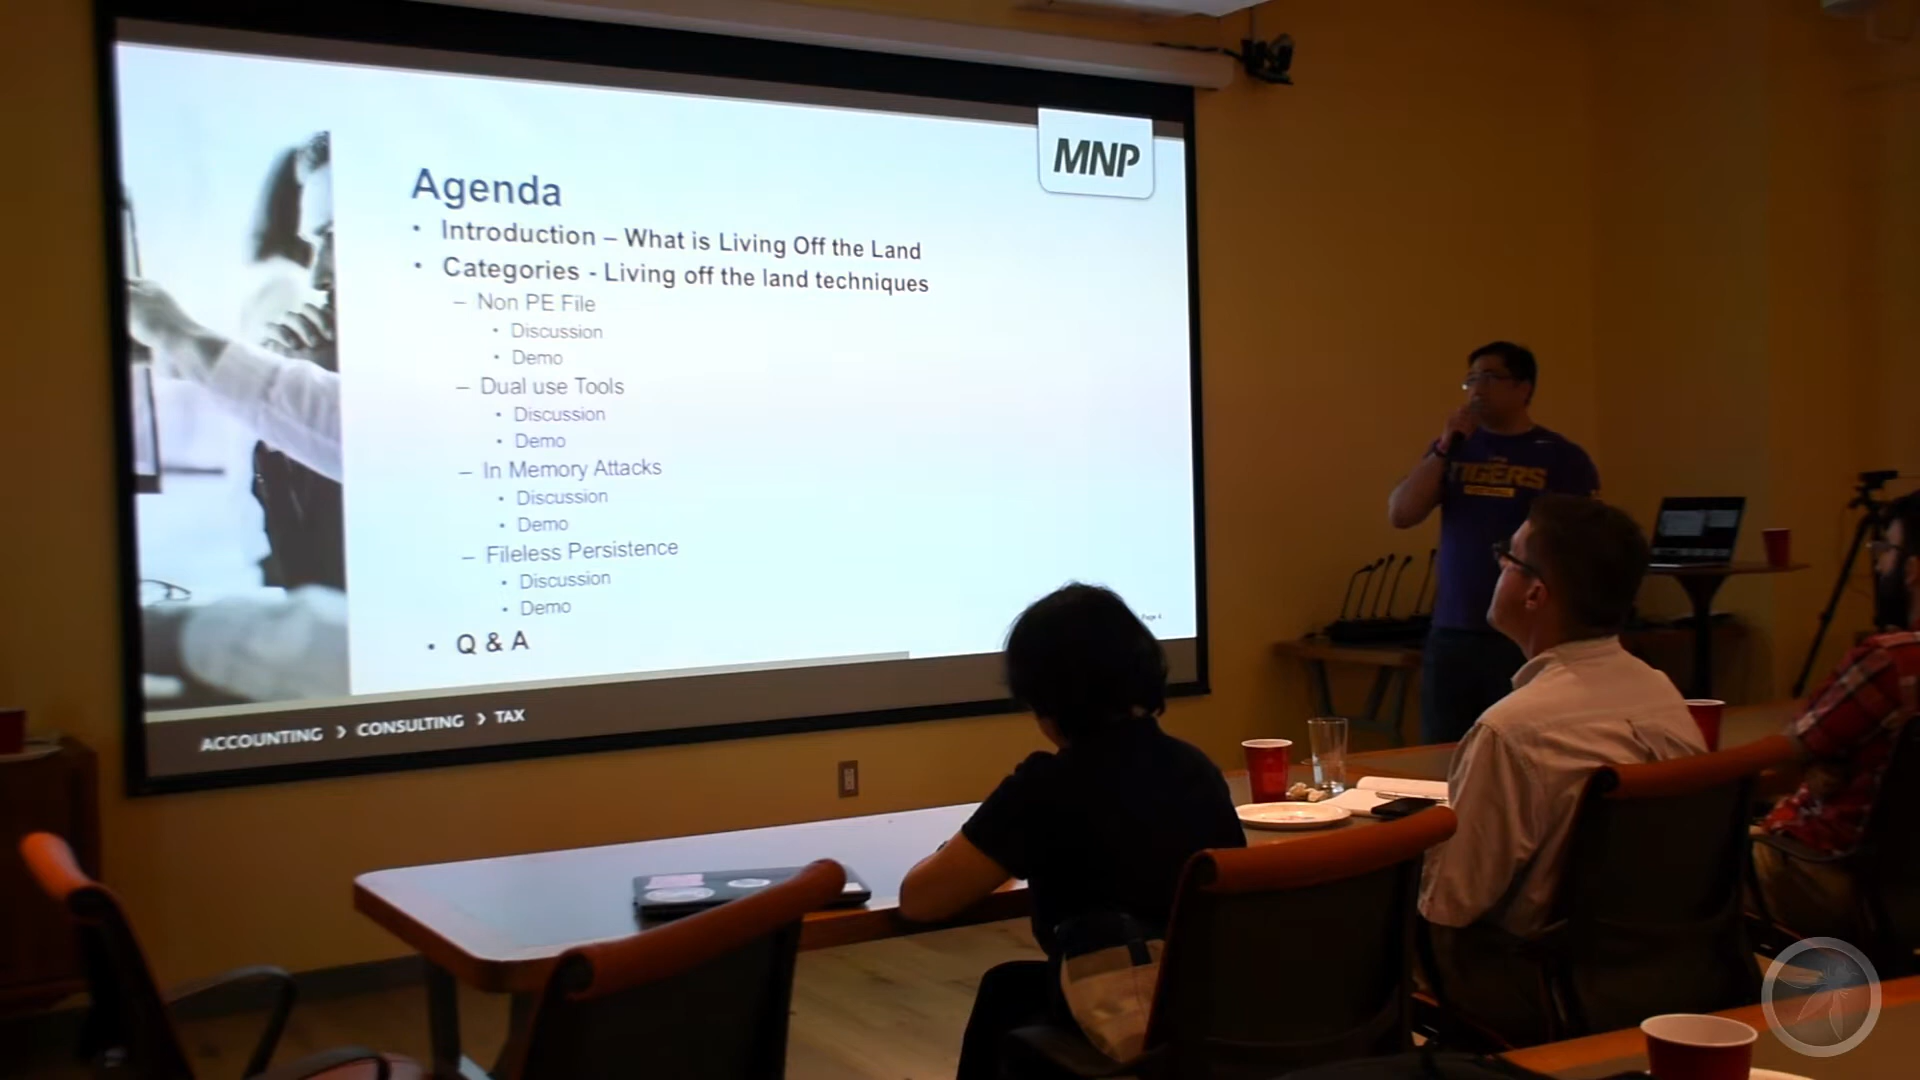 MNP
Agenda
• Introduction – What is Living Off the Land
• Categories - Living off the land techniques
– Non PE File
• Discussion
• Demo
– Dual use Tools
• Discussion
• Demo
– In Memory Attacks
• Discussion
• Demo
– Fileless Persistence
• Discussion
• Demo
• Q & A
Page 4
ACCOUNTING › CONSULTING › TAX
TIGERS